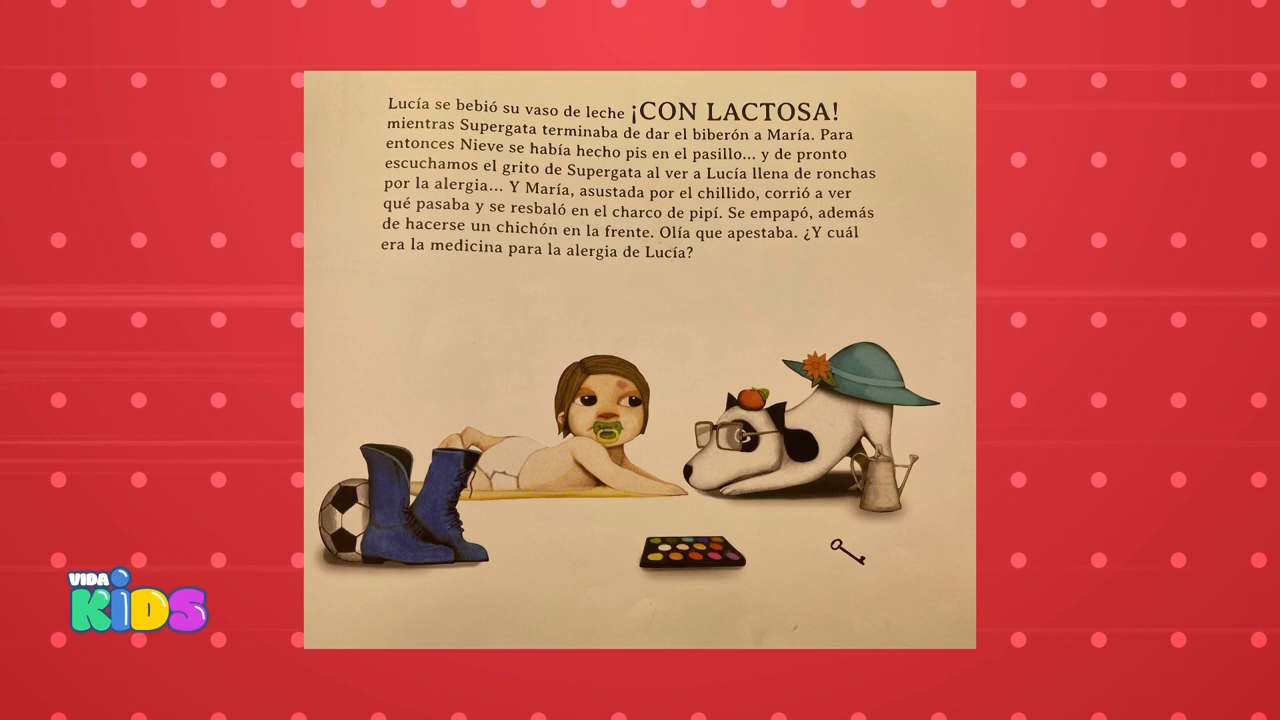 Lucía se bebió su vaso de leche ¡CON LACTOSA!
mientras Supergata terminaba de dar el biberón a María. Para
entonces Nieve se había hecho pis en el pasillo... y de pronto
escuchamos el grito de Supergata al ver a Lucía llena de ronchas
por la alergia... Y María, asustada por el chillido, corrió a ver
qué pasaba y se resbaló en el charco de pipí. Se empapó, además
de hacerse un chichón en la frente. Olía que apestaba. ¿Y cuál
era la medicina para la alergia de Lucía?
VIDA
KiDS